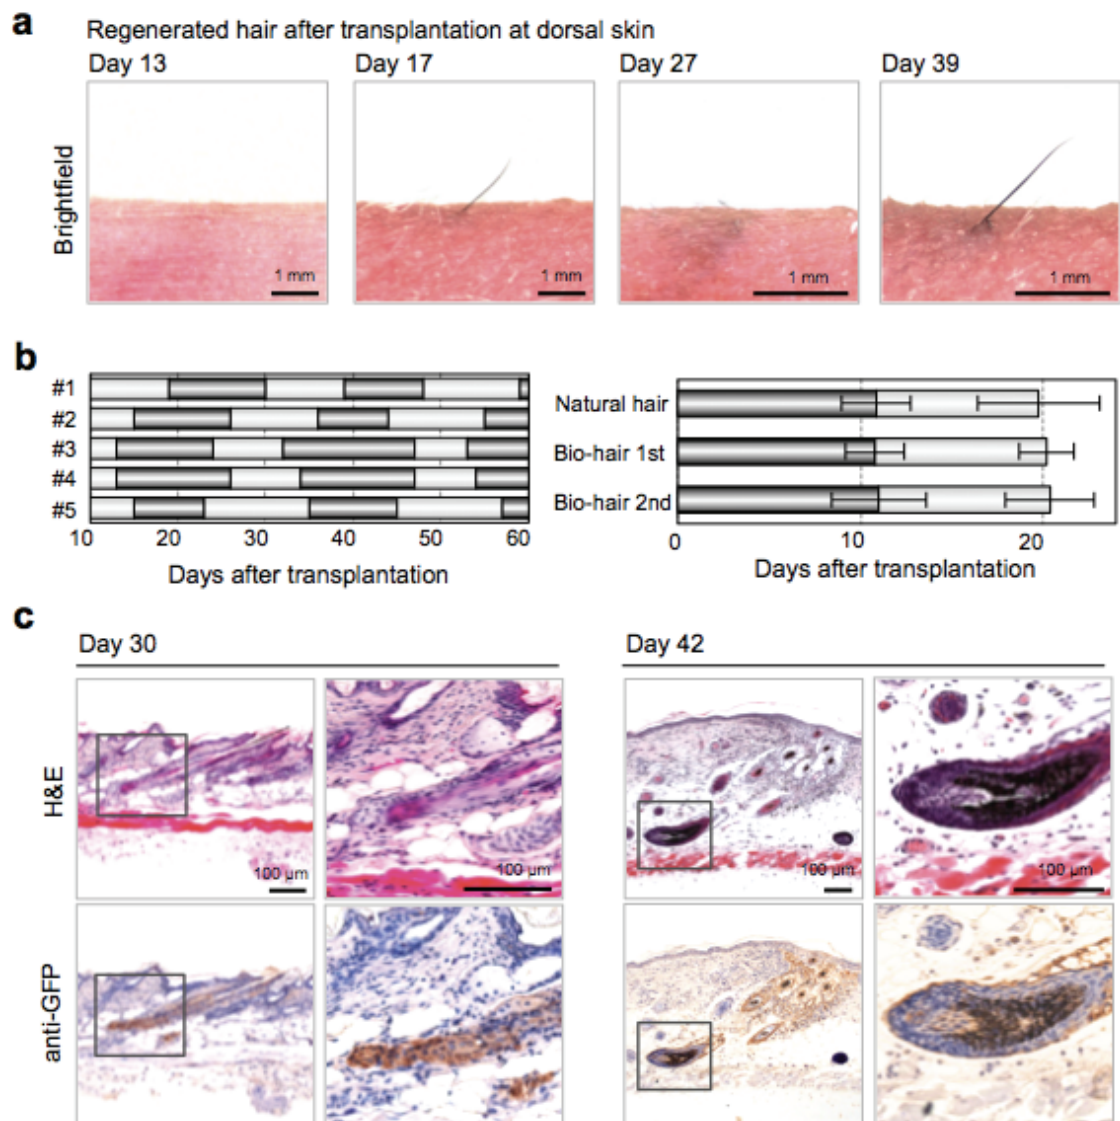 a
Regenerated hair after transplantation at dorsal skin
Day 13
Day 17
Day 27
Day 39
Brightfield
1 mm
1 mm
1 mm
1 mm
b
#1
#2
#3
#4
#5
10 20 30 40 50 60
Days after transplantation
Natural hair
Bio-hair 1st
Bio-hair 2nd
0 10 20
Days after transplantation
c
Day 30
Day 42
H&E
100 µm
100 µm
100 µm
anti-GFP